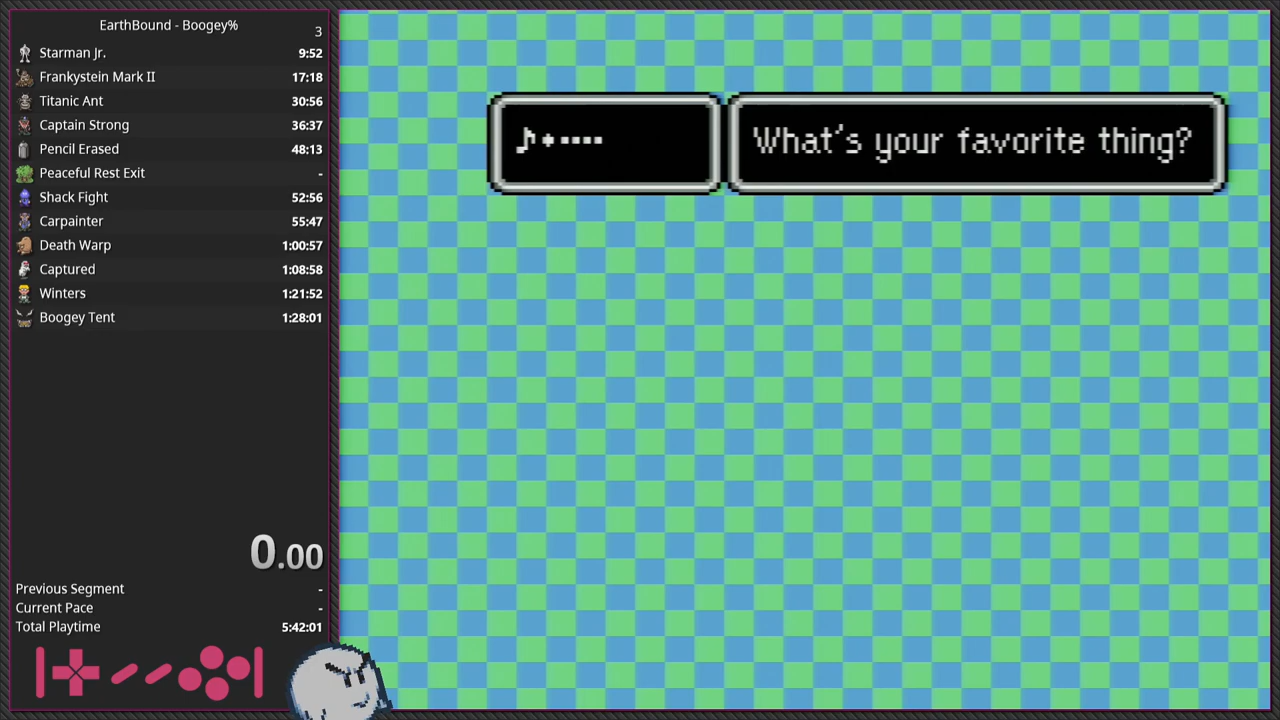 EarthBound - Boogey%
3
Starman Jr. 9:52
Frankystein Mark II 17:18
Titanic Ant 30:56
Captain Strong 36:37
Pencil Erased 48:13
Peaceful Rest Exit -
Shack Fight 52:56
Carpainter 55:47
Death Warp 1:00:57
Captured 1:08:58
Winters 1:21:52
Boogey Tent 1:28:01
0.00
Previous Segment -
Current Pace -
Total Playtime 5:42:01
♪•····
What's your favorite thing?